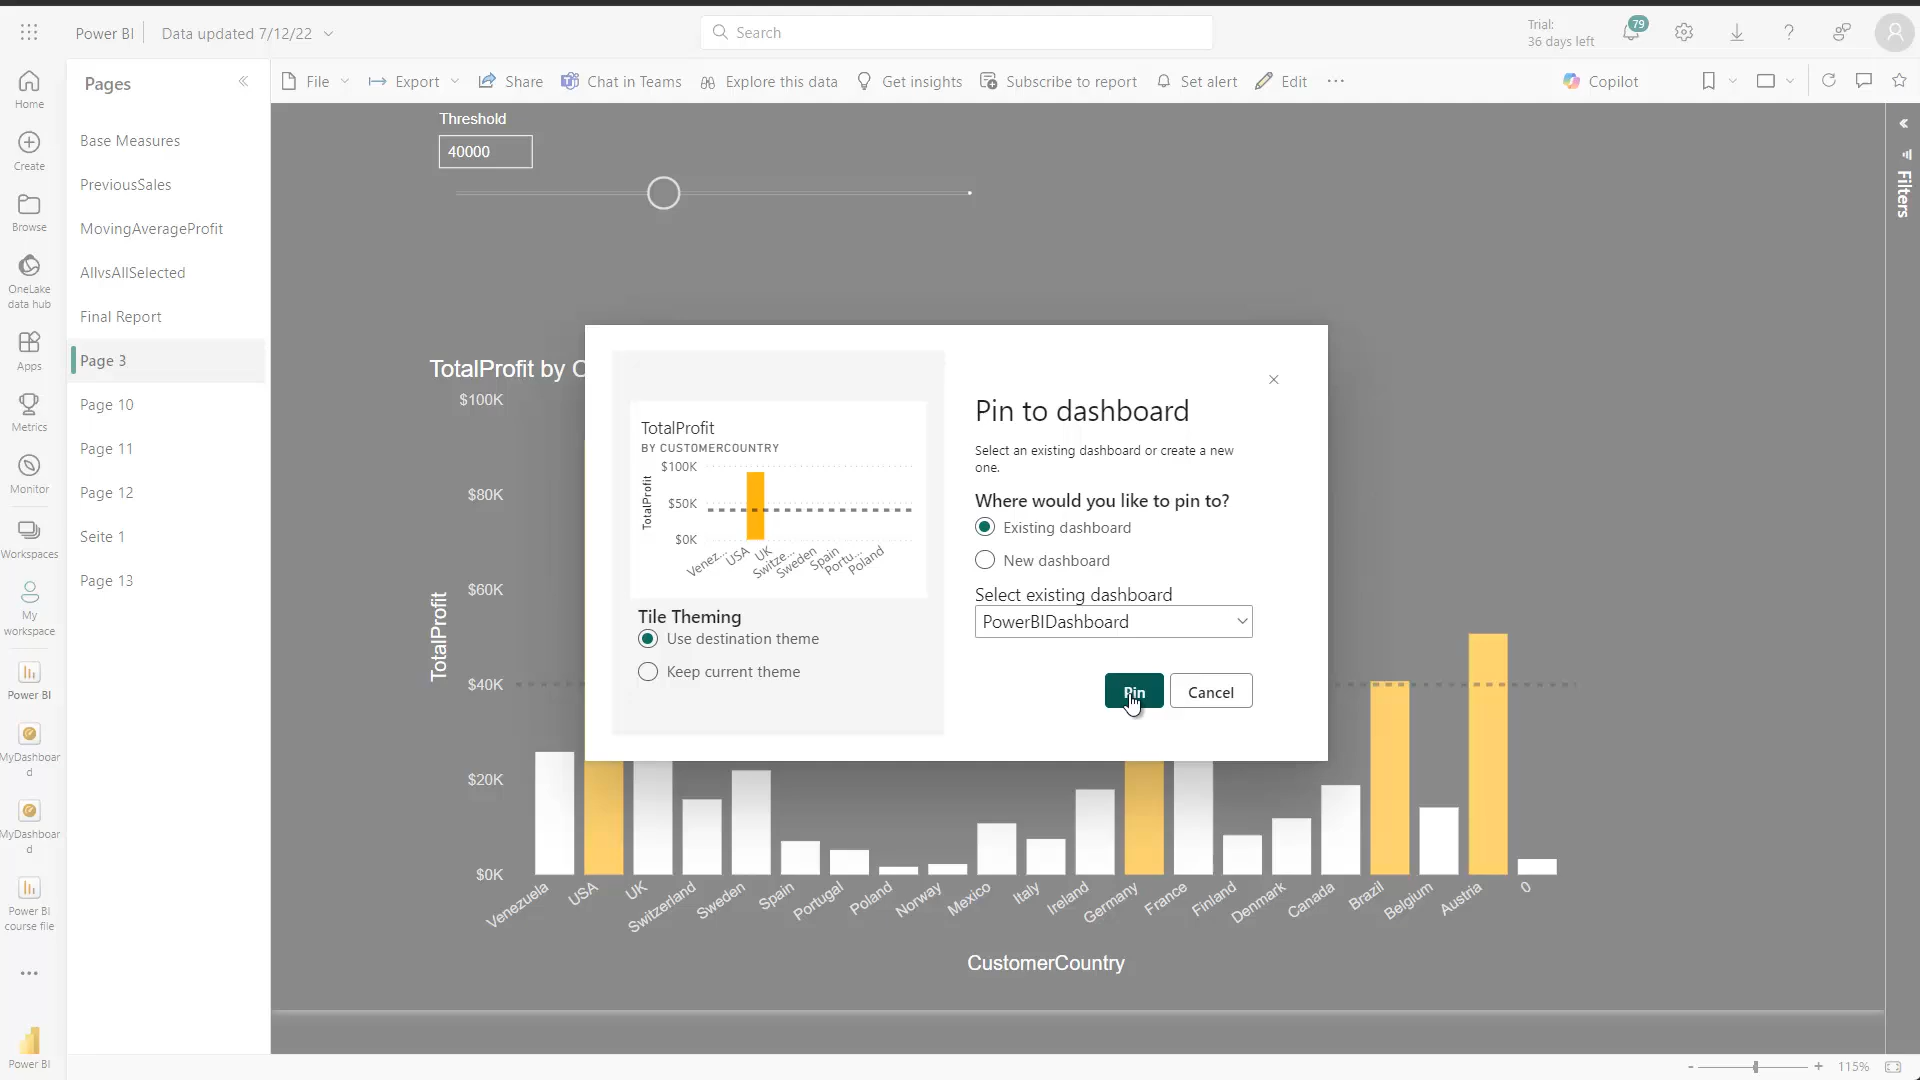 Power BI
Data updated 7/12/22
Search
Trial:
36 days left
79
Home
Create
Browse
OneLake
data hub
Apps
Metrics
Monitor
Workspaces
My
workspace
Power BI
MyDashboar
d
MyDashboar
d
Power BI
course file
Power BI
Pages
Base Measures
PreviousSales
MovingAverageProfit
AllvsAllSelected
Final Report
Page 3
Page 10
Page 11
Page 12
Seite 1
Page 13
File
Export
Share
Chat in Teams
Explore this data
Get insights
Subscribe to report
Set alert
Edit
Copilot
Filters
Threshold
40000
TotalProfit by C
$100K
$80K
$60K
$40K
$20K
$0K
TotalProfit
Venezuela
USA
UK
Switzerland
Sweden
Spain
Portugal
Poland
Norway
Mexico
Italy
Ireland
Germany
France
Finland
Denmark
Canada
Brazil
Belgium
Austria
0
CustomerCountry
TotalProfit
BY CUSTOMERCOUNTRY
$100K
$50K
$0K
TotalProfit
Venez...
USA
UK
Switze...
Sweden
Spain
Portu...
Poland
Tile Theming
Use destination theme
Keep current theme
Pin to dashboard
Select an existing dashboard or create a new
one.
Where would you like to pin to?
Existing dashboard
New dashboard
Select existing dashboard
PowerBIDashboard
Pin
Cancel
115%